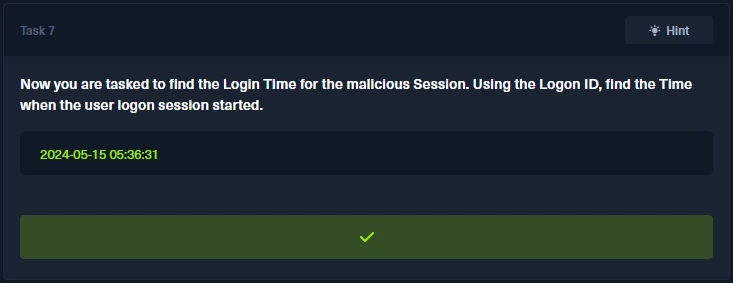 Task 7
Hint
Now you are tasked to find the Login Time for the malicious Session. Using the Logon ID, find the Time
when the user logon session started.
2024-05-15 05:36:31